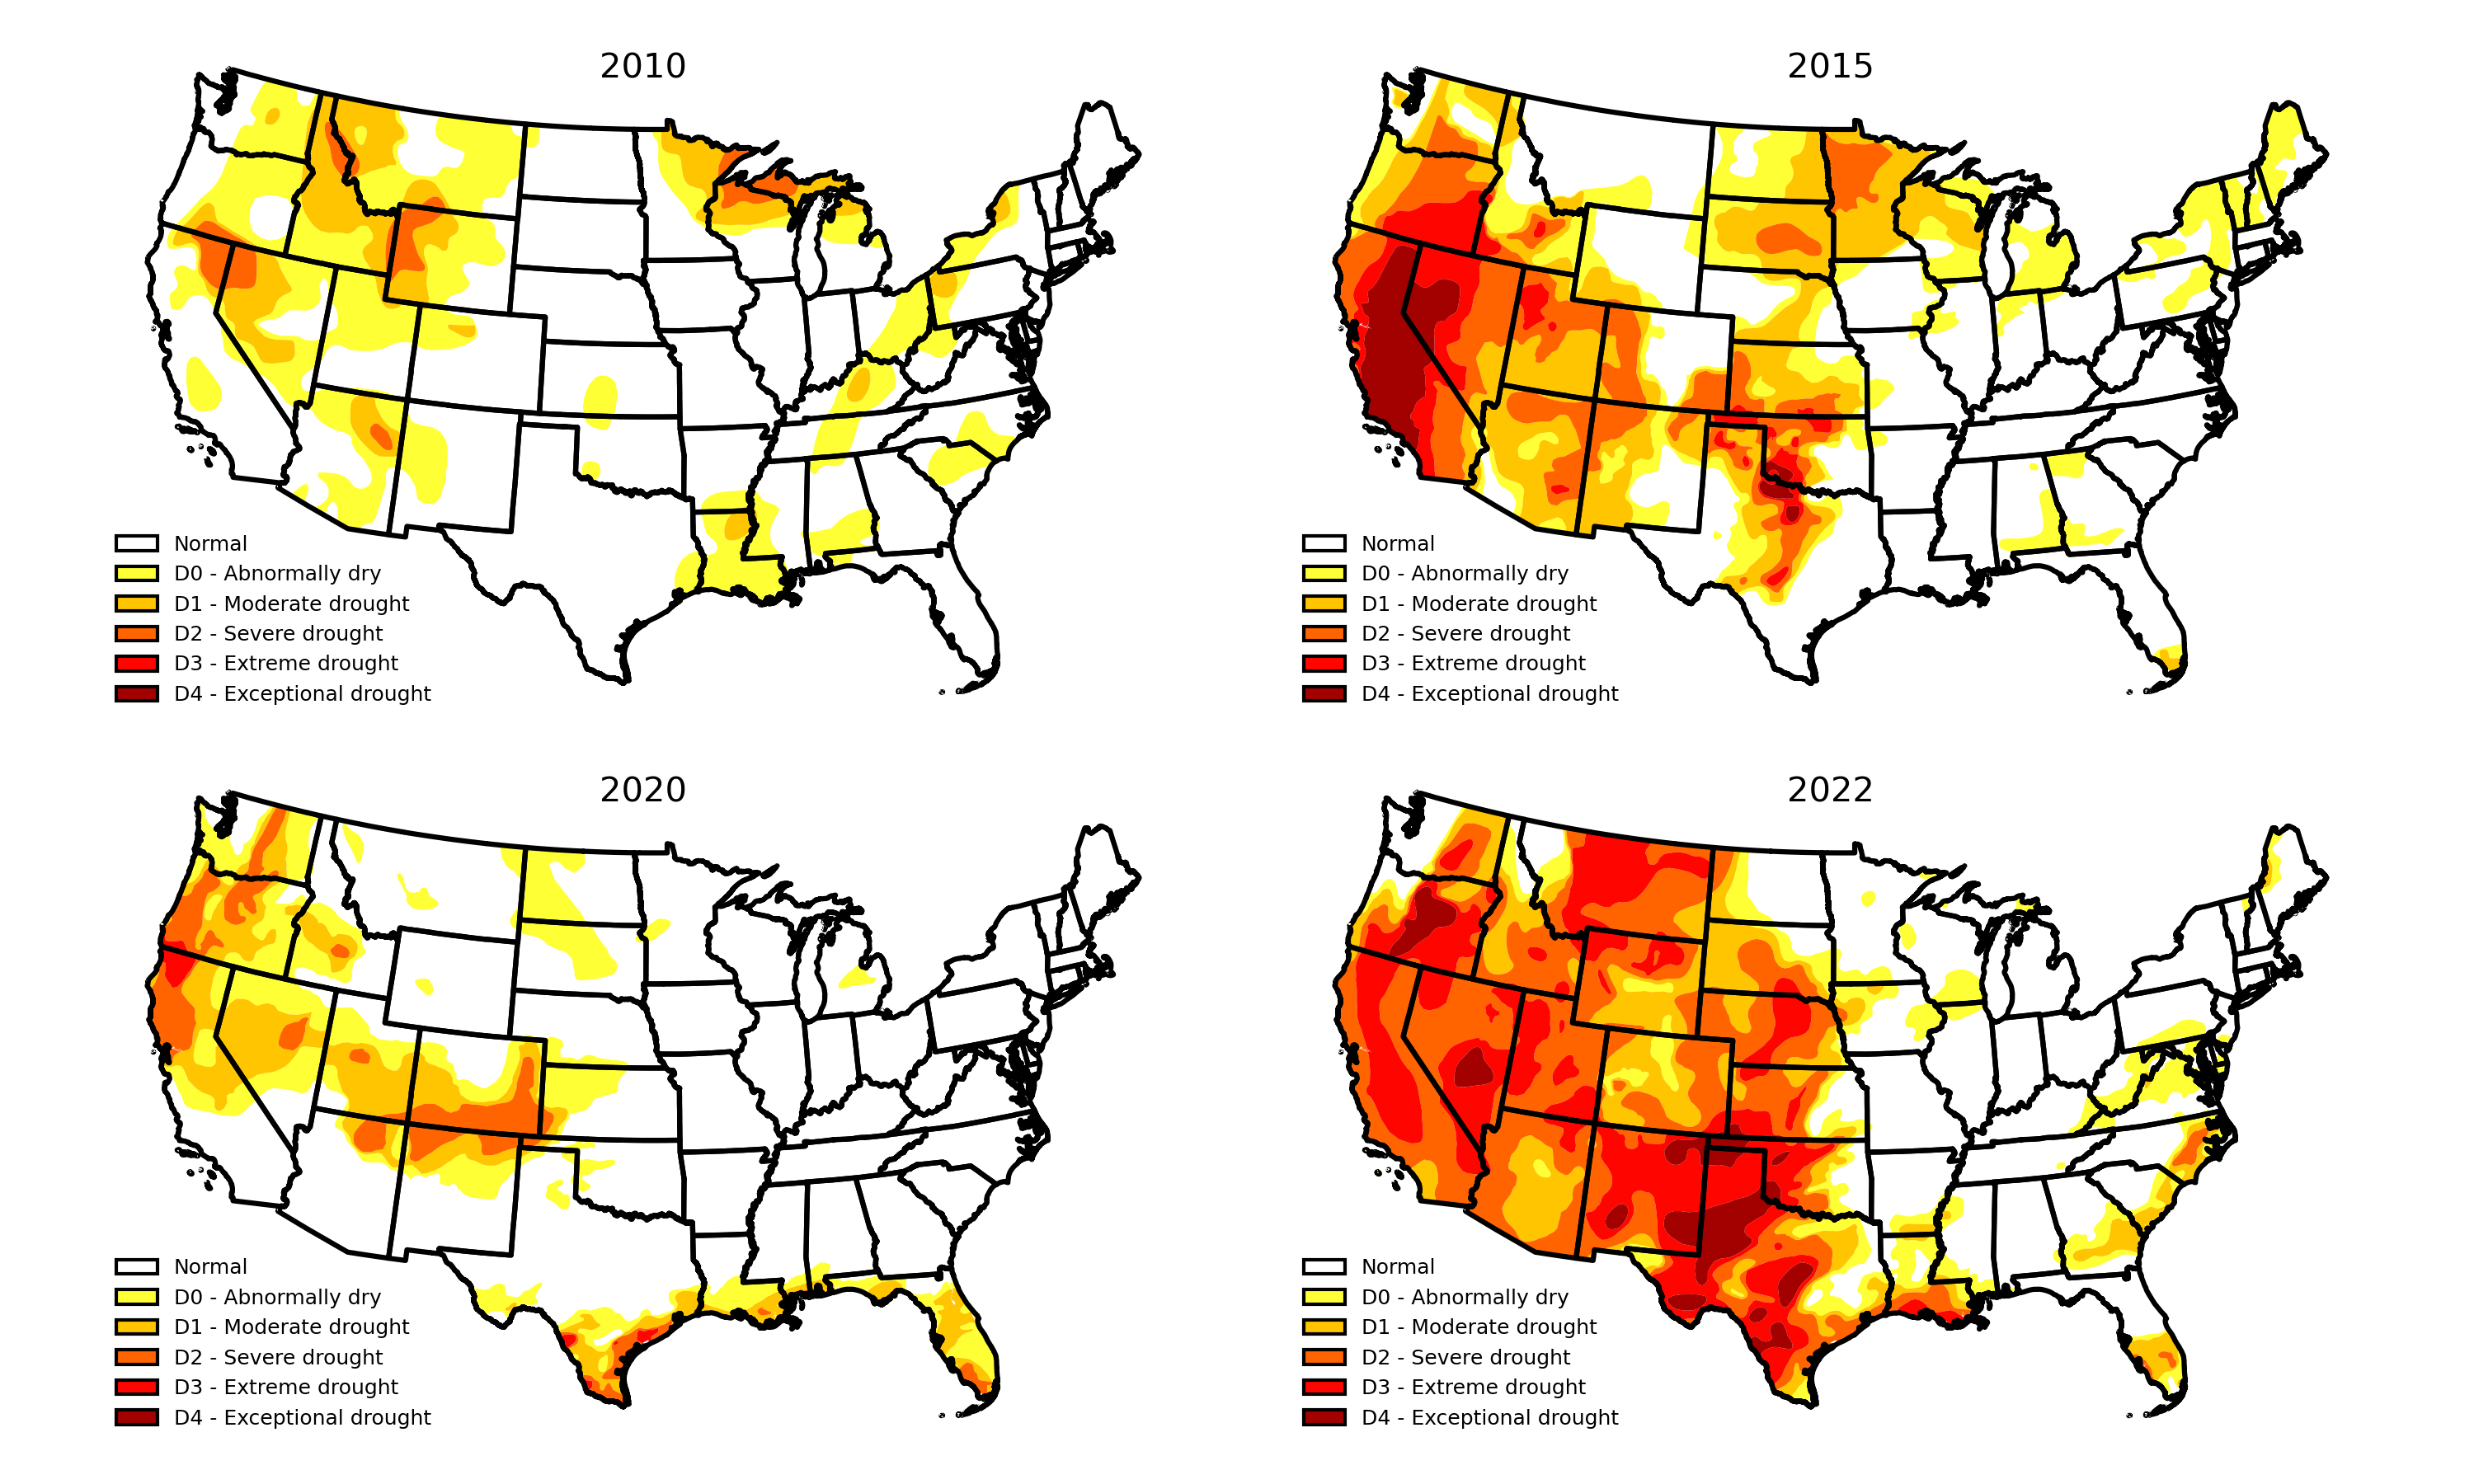 2010
Normal
D0 - Abnormally dry
D1 - Moderate drought
D2 - Severe drought
D3 - Extreme drought
D4 - Exceptional drought
2015
Normal
D0 - Abnormally dry
D1 - Moderate drought
D2 - Severe drought
D3 - Extreme drought
D4 - Exceptional drought
2020
Normal
D0 - Abnormally dry
D1 - Moderate drought
D2 - Severe drought
D3 - Extreme drought
D4 - Exceptional drought
2022
Normal
D0 - Abnormally dry
D1 - Moderate drought
D2 - Severe drought
D3 - Extreme drought
D4 - Exceptional drought